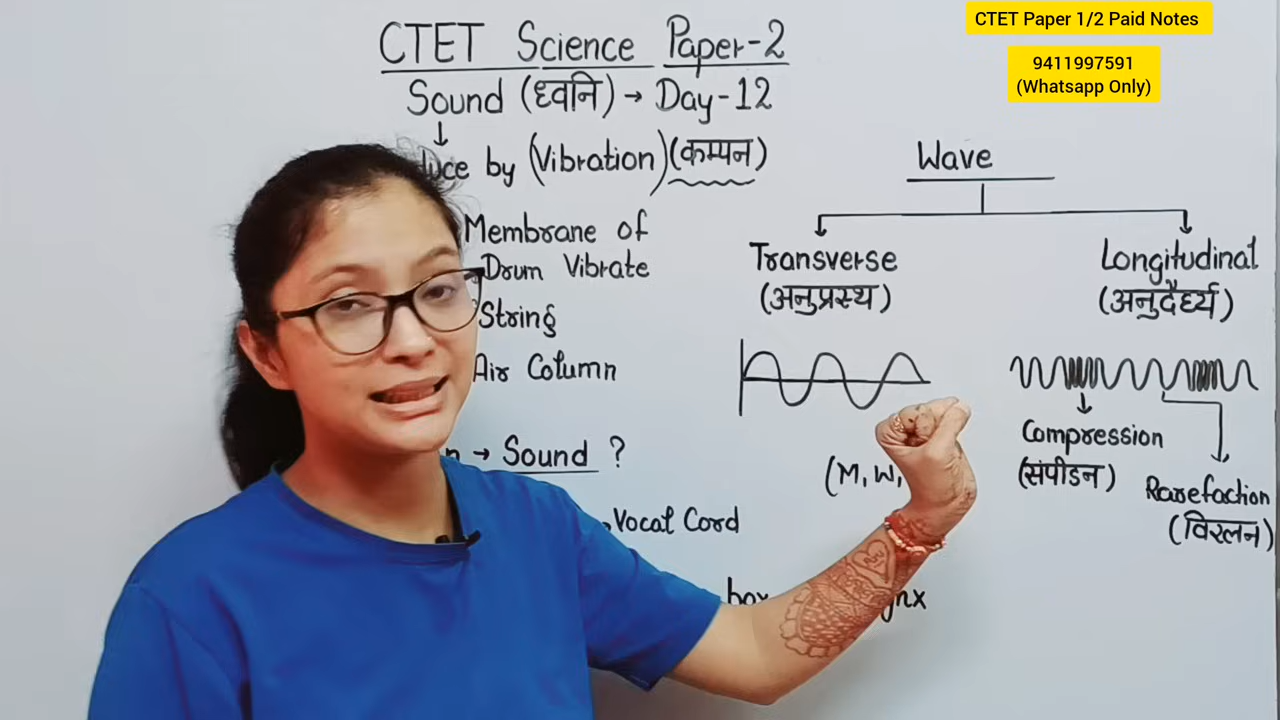 CTET Paper 1/2 Paid Notes
9411997591
(Whatsapp Only)
CTET Science Paper-2
Sound (ध्वनि) → Day-12
by (Vibration) (कम्पन)
Membrane of
Drum Vibrate
String
Air Column
→ Sound ?
Vocal Cord
box
Wave
Transverse
(अनुप्रस्थ)
Longitudinal
(अनुदैर्ध्य)
Compression
(संपीडन)
Rarefaction
(विरलन)
(M, W,